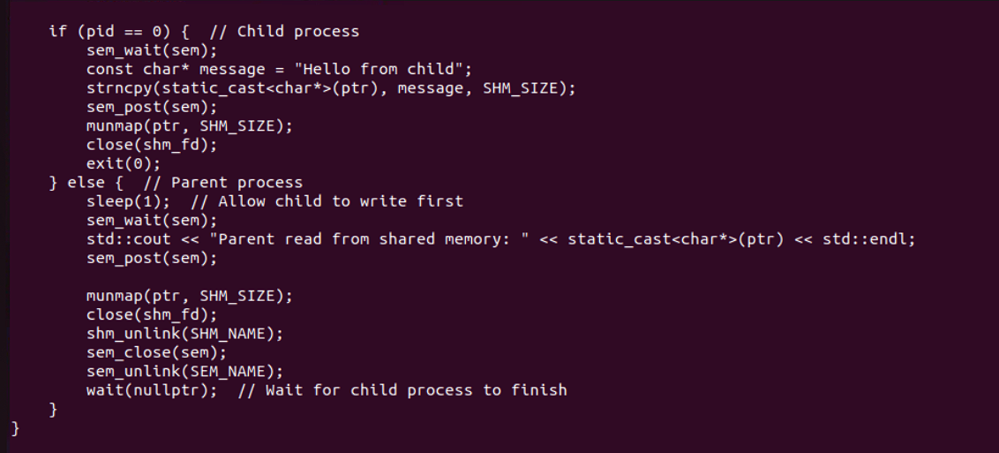 if (pid == 0) {  // Child process
sem_wait(sem);
const char* message = "Hello from child";
strncpy(static_cast<char*>(ptr), message, SHM_SIZE);
sem_post(sem);
munmap(ptr, SHM_SIZE);
close(shm_fd);
exit(0);
} else {  // Parent process
sleep(1);  // Allow child to write first
sem_wait(sem);
std::cout << "Parent read from shared memory: " << static_cast<char*>(ptr) << std::endl;
sem_post(sem);
munmap(ptr, SHM_SIZE);
close(shm_fd);
shm_unlink(SHM_NAME);
sem_close(sem);
sem_unlink(SEM_NAME);
wait(nullptr);  // Wait for child process to finish
}
}